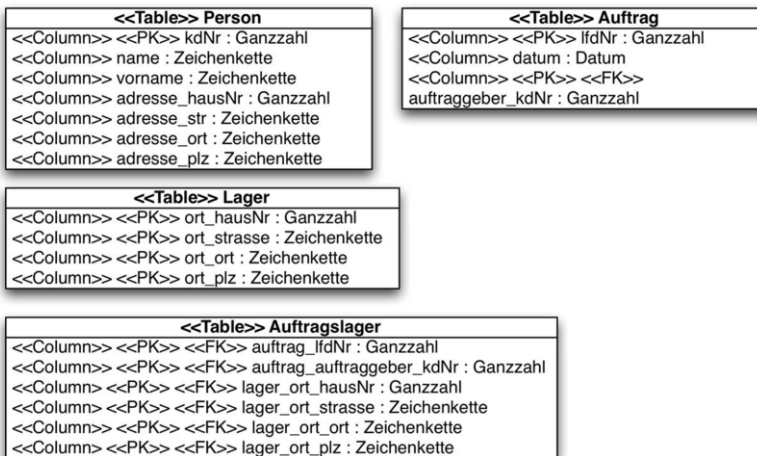 <<Table>> Person
<<Column>> <<PK>> kdNr : Ganzzahl
<<Column>> name : Zeichenkette
<<Column>> vorname : Zeichenkette
<<Column>> adresse_hausNr : Ganzzahl
<<Column>> adresse_str : Zeichenkette
<<Column>> adresse_ort : Zeichenkette
<<Column>> adresse_plz : Zeichenkette
<<Table>> Auftrag
<<Column>> <<PK>> lfdNr : Ganzzahl
<<Column>> datum : Datum
<<Column>> <<PK>> <<FK>>
auftraggeber_kdNr : Ganzzahl
<<Table>> Lager
<<Column>> <<PK>> ort_hausNr : Ganzzahl
<<Column>> <<PK>> ort_strasse : Zeichenkette
<<Column>> <<PK>> ort_ort : Zeichenkette
<<Column>> <<PK>> ort_plz : Zeichenkette
<<Table>> Auftragslager
<<Column>> <<PK>> <<FK>> auftrag_lfdNr : Ganzzahl
<<Column>> <<PK>> <<FK>> auftrag_auftraggeber_kdNr : Ganzzahl
<<Column> <<PK>> <<FK>> lager_ort_hausNr : Ganzzahl
<<Column> <<PK>> <<FK>> lager_ort_strasse : Zeichenkette
<<Column> <<PK>> <<FK>> lager_ort_ort : Zeichenkette
<<Column> <<PK>> <<FK>> lager_ort_plz : Zeichenkette